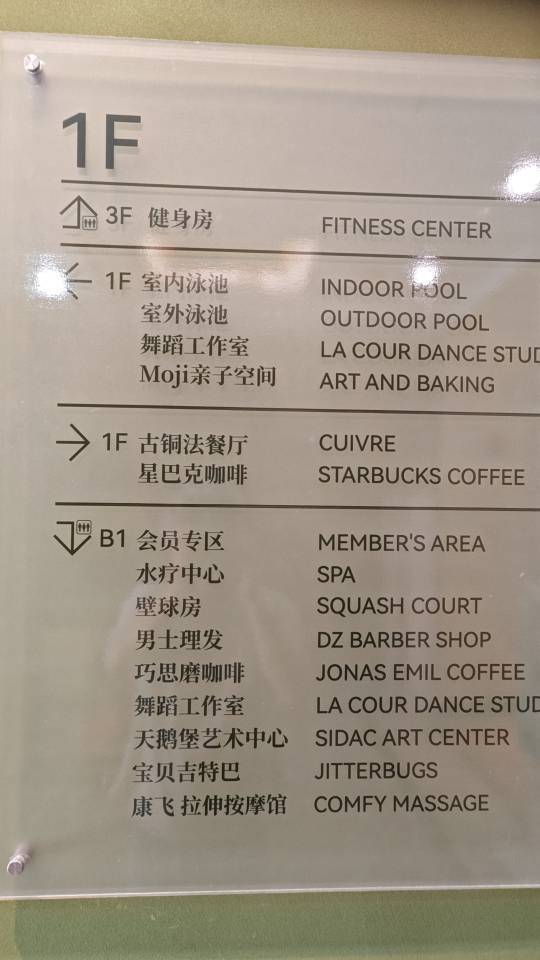 1F
3F 健身房 FITNESS CENTER
1F 室内泳池 INDOOR POOL
室外泳池 OUTDOOR POOL
舞蹈工作室 LA COUR DANCE STUD
Moji亲子空间 ART AND BAKING
1F 古铜法餐厅 CUIVRE
星巴克咖啡 STARBUCKS COFFEE
B1 会员专区 MEMBER'S AREA
水疗中心 SPA
壁球房 SQUASH COURT
男士理发 DZ BARBER SHOP
巧思磨咖啡 JONAS EMIL COFFEE
舞蹈工作室 LA COUR DANCE STUD
天鹅堡艺术中心 SIDAC ART CENTER
宝贝吉特巴 JITTERBUGS
康飞 拉伸按摩馆 COMFY MASSAGE